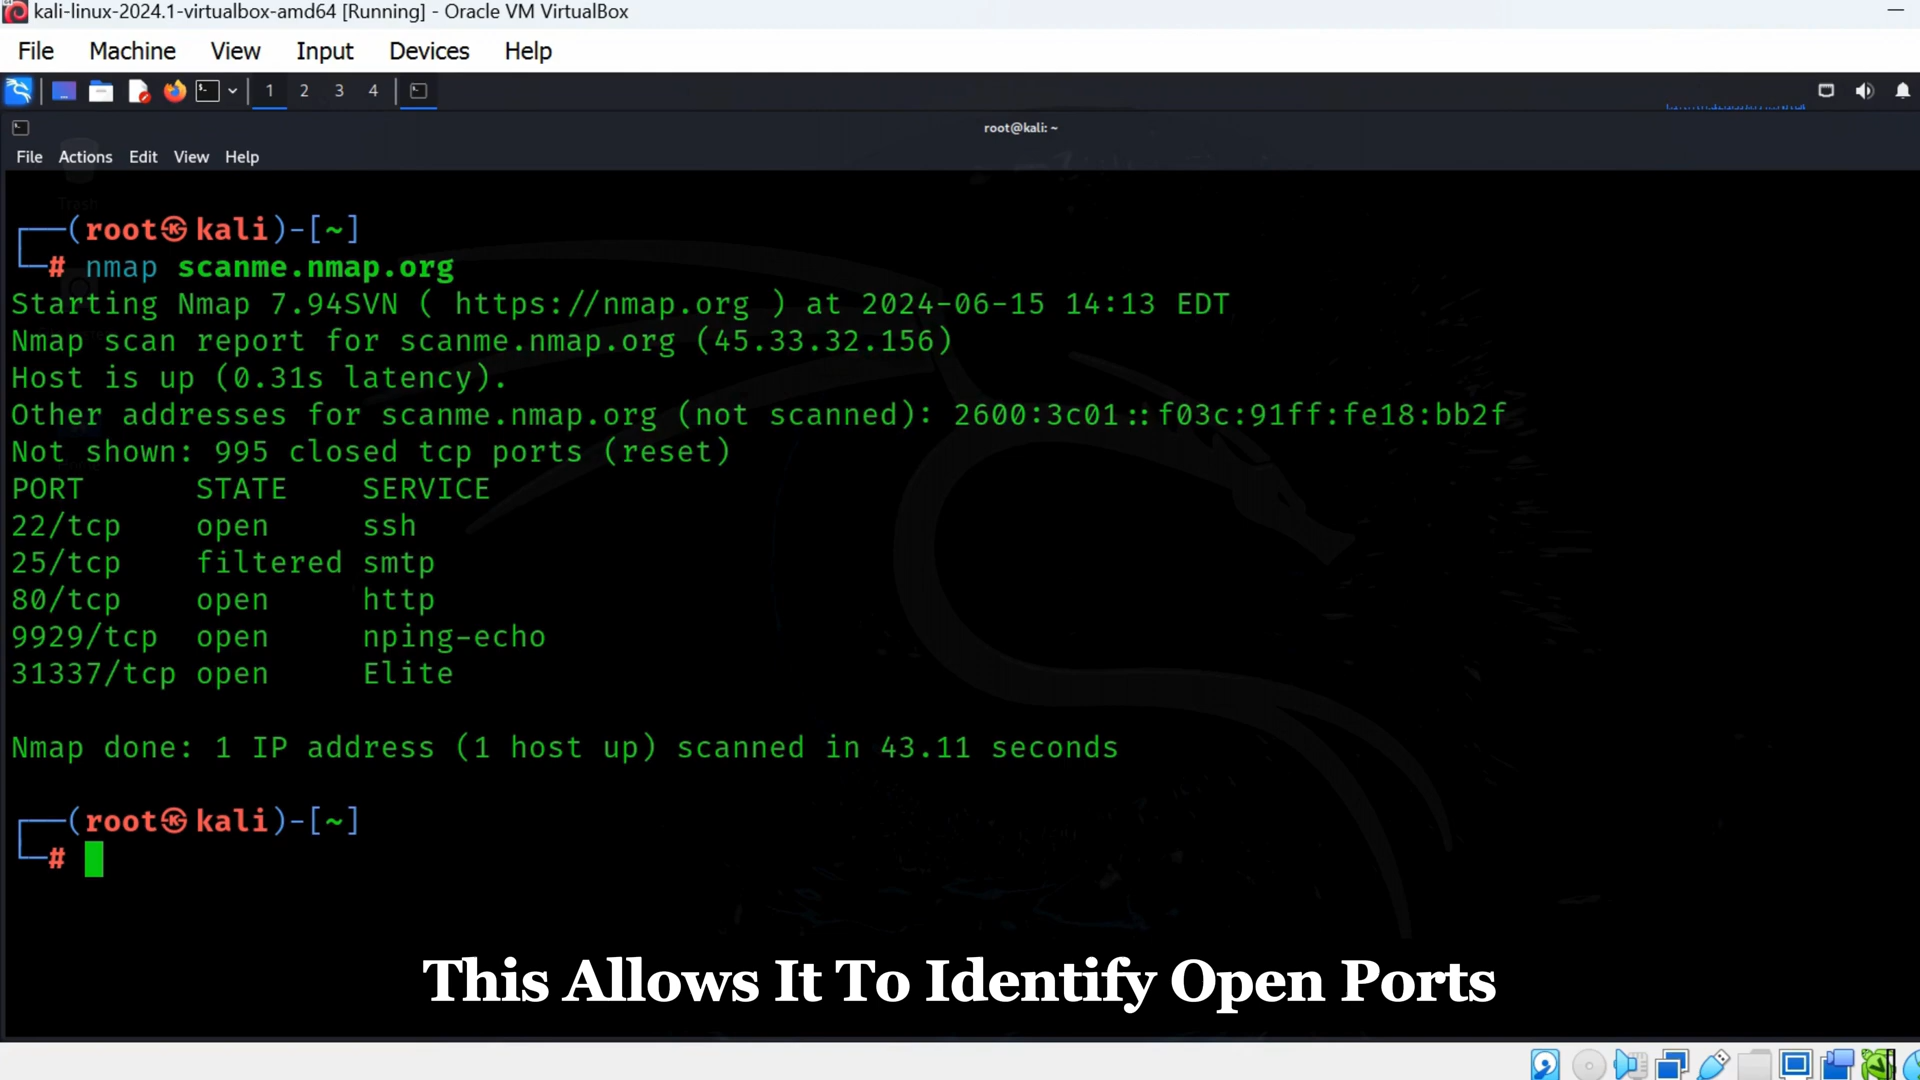 kali-linux-2024.1-virtualbox-amd64 [Running] - Oracle VM VirtualBox
File Machine View Input Devices Help
1 2 3 4
root@kali: ~
File Actions Edit View Help
Trash
(root㉿kali)-[~]
# nmap scanme.nmap.org
Starting Nmap 7.94SVN ( https://nmap.org ) at 2024-06-15 14:13 EDT
Nmap scan report for scanme.nmap.org (45.33.32.156)
Host is up (0.31s latency).
Other addresses for scanme.nmap.org (not scanned): 2600:3c01::f03c:91ff:fe18:bb2f
Not shown: 995 closed tcp ports (reset)
PORT STATE SERVICE
22/tcp open ssh
25/tcp filtered smtp
80/tcp open http
9929/tcp open nping-echo
31337/tcp open Elite
Nmap done: 1 IP address (1 host up) scanned in 43.11 seconds
(root㉿kali)-[~]
#
This Allows It To Identify Open Ports